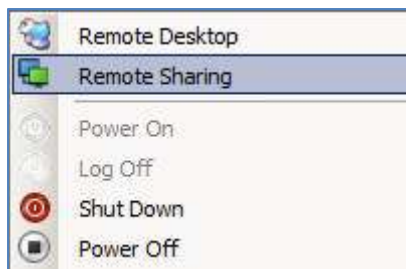 Remote Desktop
Remote Sharing
Power On
Log Off
Shut Down
Power Off